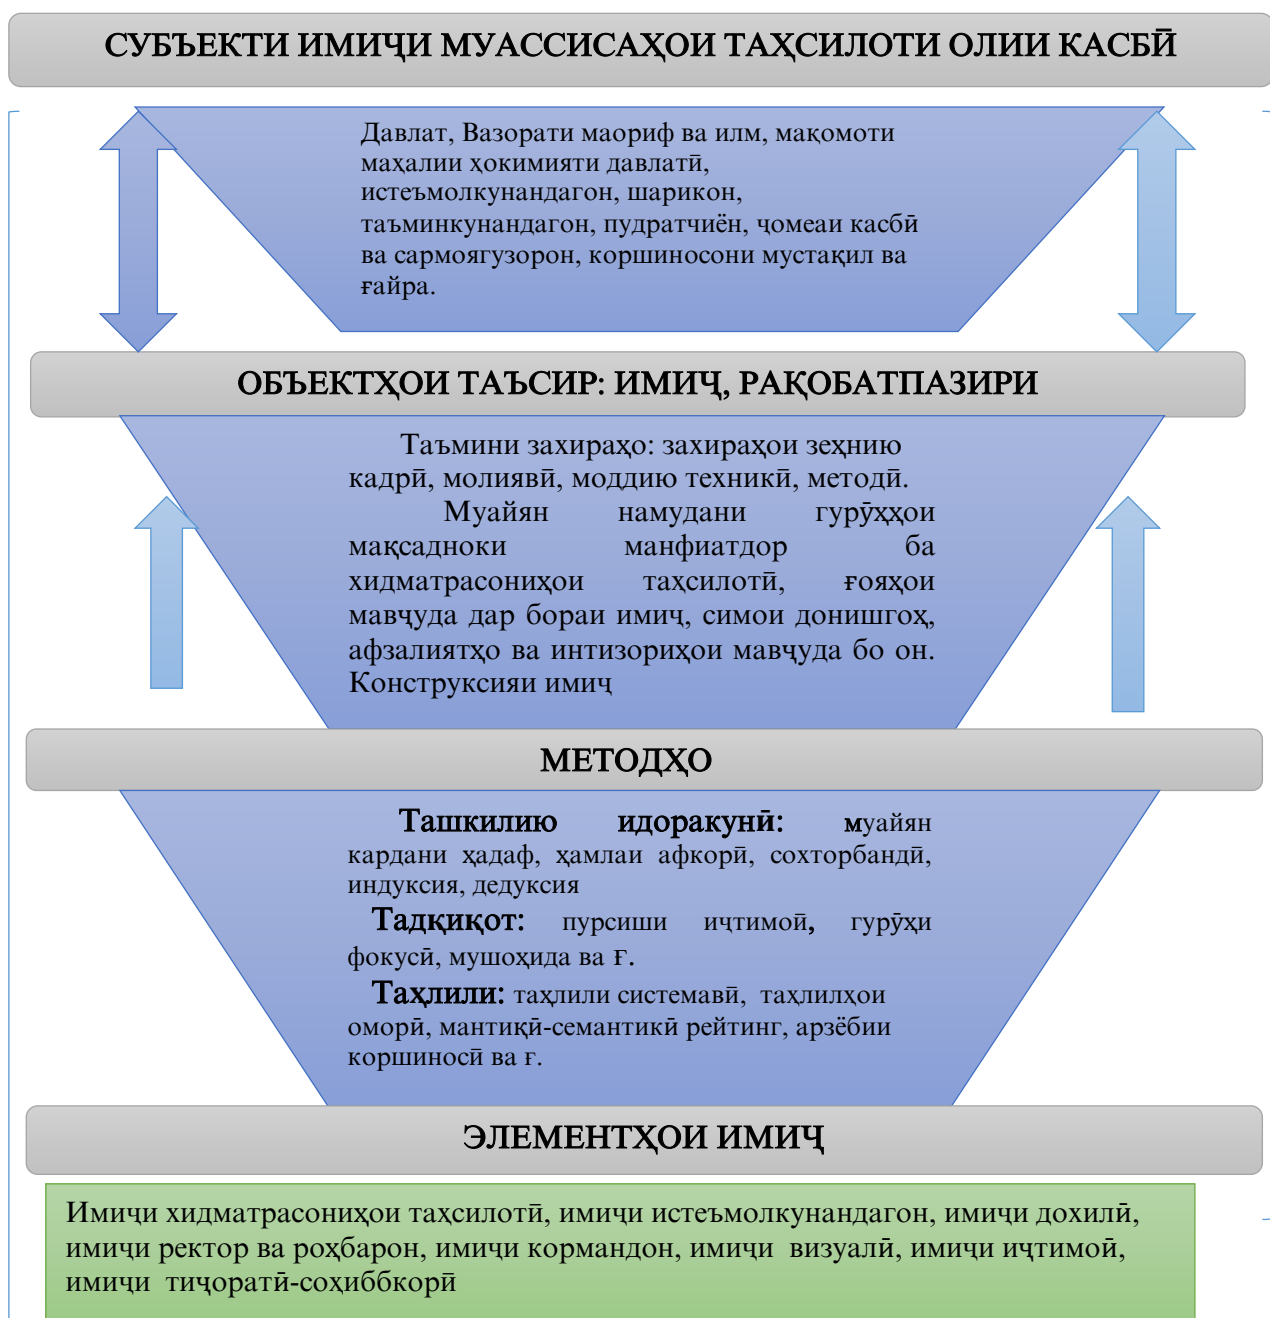 СУБЪЕКТИ ИМИҶИ МУАССИСАҲОИ ТАҲСИЛОТИ ОЛИИ КАСБӢ
Давлат, Вазорати маориф ва илм, мақомоти
маҳалии ҳокимияти давлатӣ,
истеъмолкунандагон, шарикон,
таъминкунандагон, пудратчиён, ҷомеаи касбӣ
ва сармоягузорон, коршиносони мустақил ва
ғайра.
ОБЪЕКТҲОИ ТАЪСИР: ИМИҶ, РАҚОБАТПАЗИРИ
Таъмини захираҳо: захираҳои зеҳнию
кадрӣ, молиявӣ, моддию техникӣ, методӣ.
Муайян намудани гурӯҳҳои
мақсадноки манфиатдор ба
хидматрасониҳои таҳсилотӣ, ғояҳои
мавҷуда дар бораи имиҷ, симои донишгоҳ,
афзалиятҳо ва интизориҳои мавҷуда бо он.
Конструксияи имиҷ
МЕТОДҲО
Ташкилию идоракунӣ: муайян
кардани ҳадаф, ҳамлаи афкорӣ, сохторбандӣ,
индуксия, дедуксия
Тадқиқот: пурсиши иҷтимоӣ, гурӯҳи
фокусӣ, мушоҳида ва ғ.
Таҳлили: таҳлили системавӣ, таҳлилҳои
оморӣ, мантиқӣ-семантикӣ рейтинг, арзёбии
коршиносӣ ва ғ.
ЭЛЕМЕНТҲОИ ИМИҶ
Имиҷи хидматрасониҳои таҳсилотӣ, имиҷи истеъмолкунандагон, имиҷи дохилӣ,
имиҷи ректор ва роҳбарон, имиҷи кормандон, имиҷи визуалӣ, имиҷи иҷтимоӣ,
имиҷи тиҷоратӣ-соҳиббкорӣ